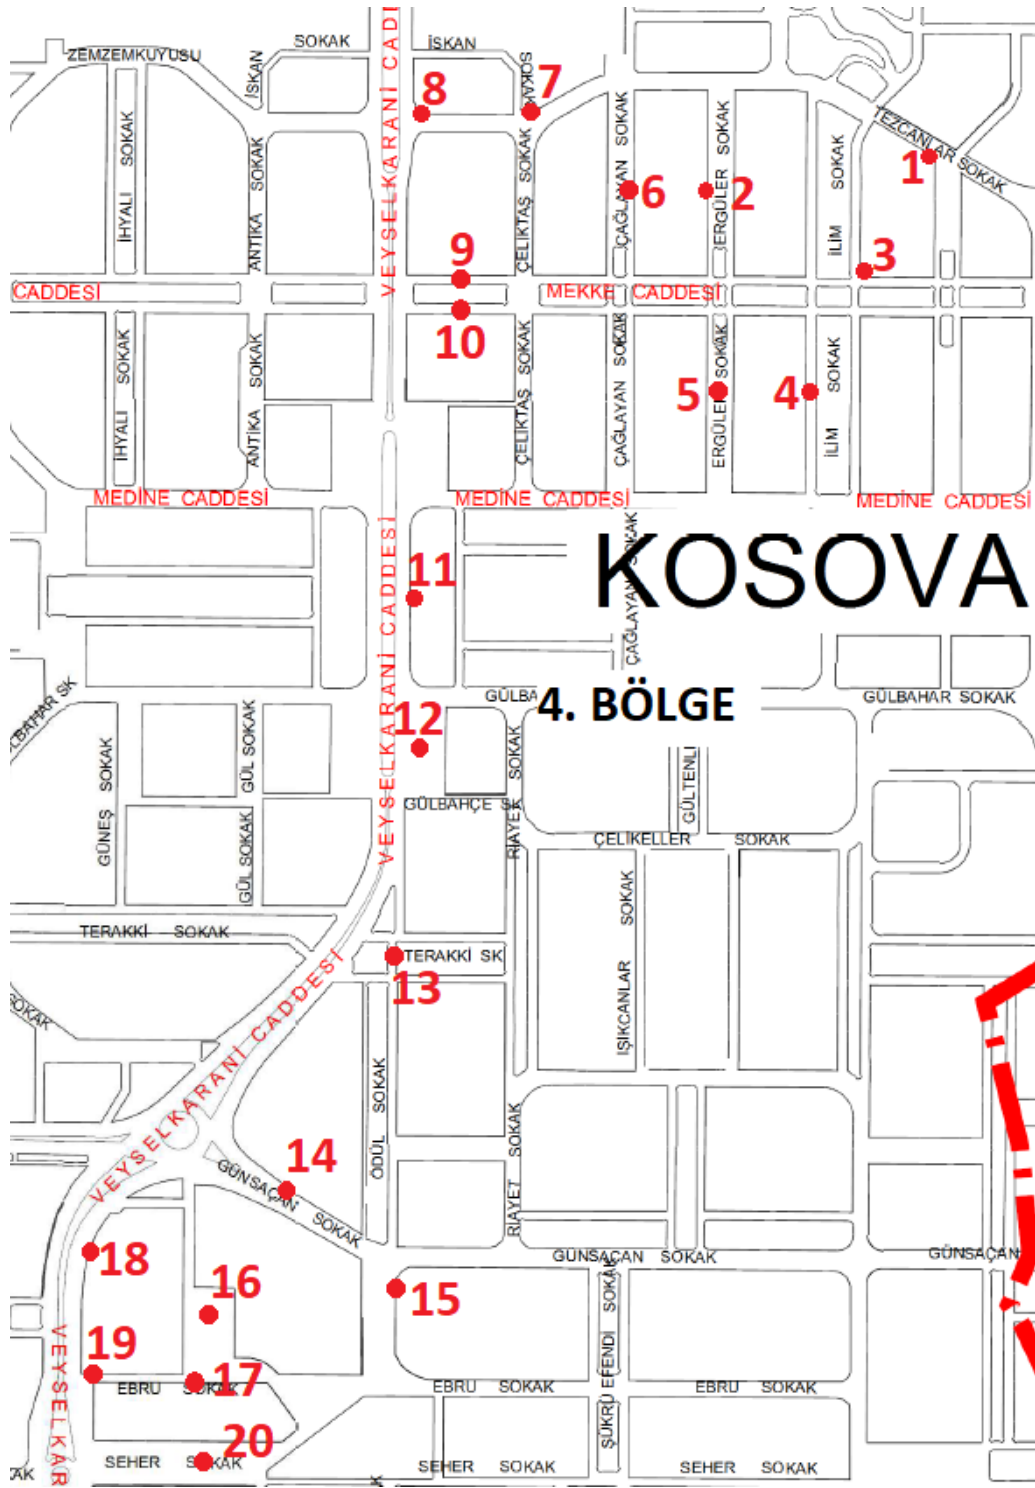 ZEMZEMKUYUSU
SOKAK
İSKAN
İSKAN
SOKAK
VEYSELKARANİ CADDESİ
8
7
TEZCANLAR SOKAK
1
İHYALI SOKAK
ANTİKA SOKAK
ÇELİKTAŞ SOKAK
ÇAĞLAYAN SOKAK
6
2
ERGÜLER SOKAK
İLİM SOKAK
3
9
CADDESİ
MEKKE CADDESİ
10
İHYALI SOKAK
ANTİKA SOKAK
ÇELİKTAŞ SOKAK
ÇAĞLAYAN SOKAK
5
ERGÜLER SOKAK
4
İLİM SOKAK
MEDİNE CADDESİ
MEDİNE CADDESİ
MEDİNE CADDESİ
VEYSELKARANİ CADDESİ
11
ÇAĞLAYAN SOKAK
KOSOVA
LBAHAR SK
GÜLBA
4. BÖLGE
GÜLBAHAR SOKAK
12
GÜNEŞ SOKAK
GÜL SOKAK
GÜL SOKAK
GÜLBAHÇE SK
RİAYET SOKAK
GÜLTENLİ
ÇELİKELLER SOKAK
TERAKKİ SOKAK
TERAKKİ SK
13
IŞIKCANLAR SOKAK
SOKAK
VEYSELKARANİ CADDESİ
ÖDÜL SOKAK
RİAYET SOKAK
14
GÜNSAÇAN SOKAK
GÜNSAÇAN SOKAK
GÜNSAÇAN
18
16
15
ŞÜKRÜ EFENDİ SOKAK
19
17
EBRU SOKAK
EBRU SOKAK
EBRU SOKAK
VEYSELKAR
20
AK
SEHER SOKAK
SEHER SOKAK
SEHER SOKAK
K